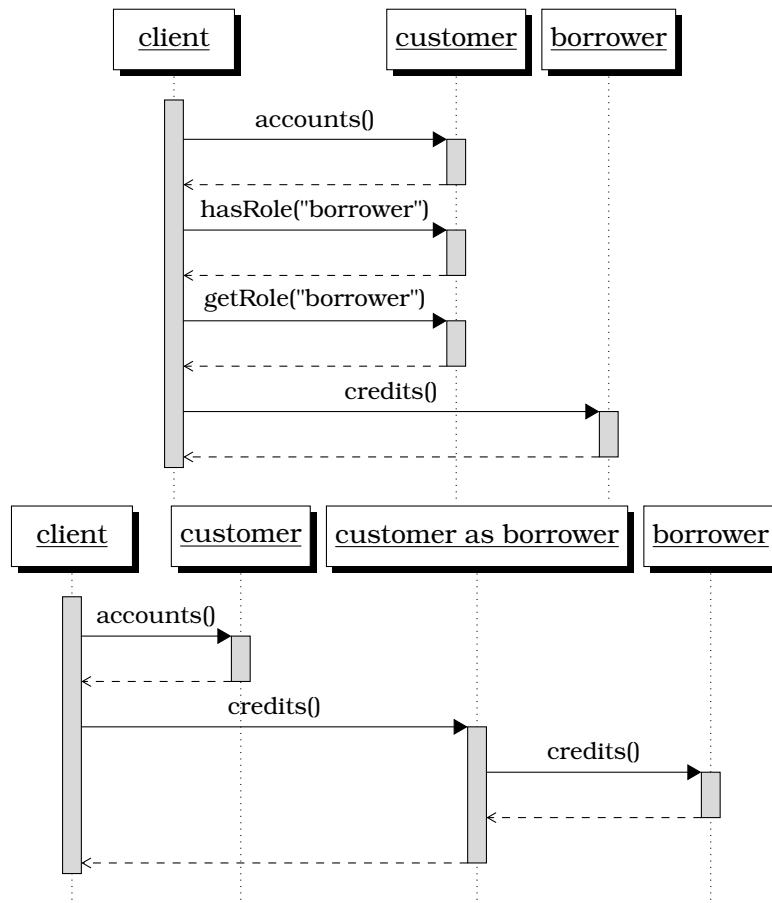 client customer borrower
accounts()
hasRole("borrower")
getRole("borrower")
credits()
client customer customer as borrower borrower
accounts()
credits()
credits()